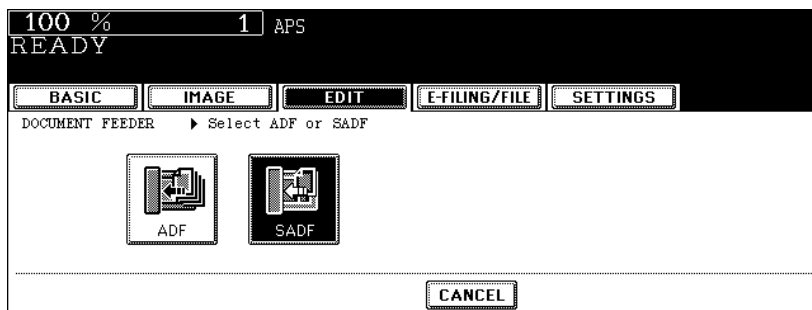 100 % 1 APS
READY
BASIC IMAGE EDIT E-FILING/FILE SETTINGS
DOCUMENT FEEDER ▶ Select ADF or SADF
ADF SADF
CANCEL